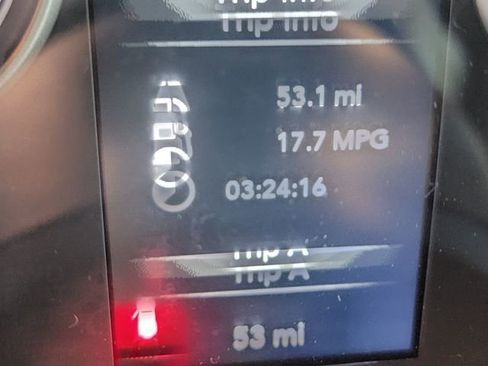 Trip Info
53.1 mi
17.7 MPG
03:24:16
Trip A
53 mi